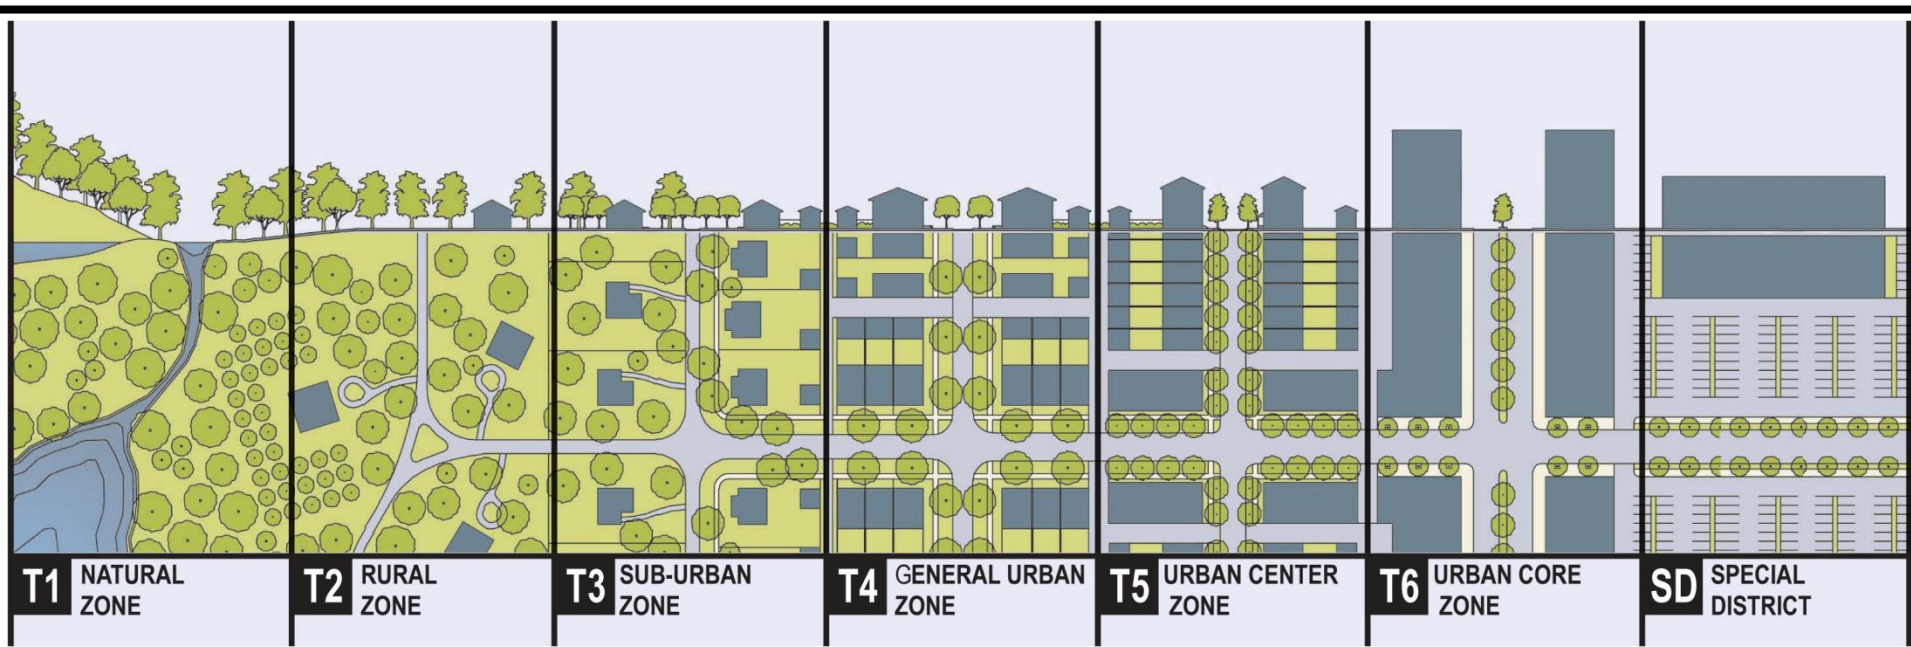 T1 NATURAL
ZONE
T2 RURAL
ZONE
T3 SUB-URBAN
ZONE
T4 GENERAL URBAN
ZONE
T5 URBAN CENTER
ZONE
T6 URBAN CORE
ZONE
SD SPECIAL
DISTRICT